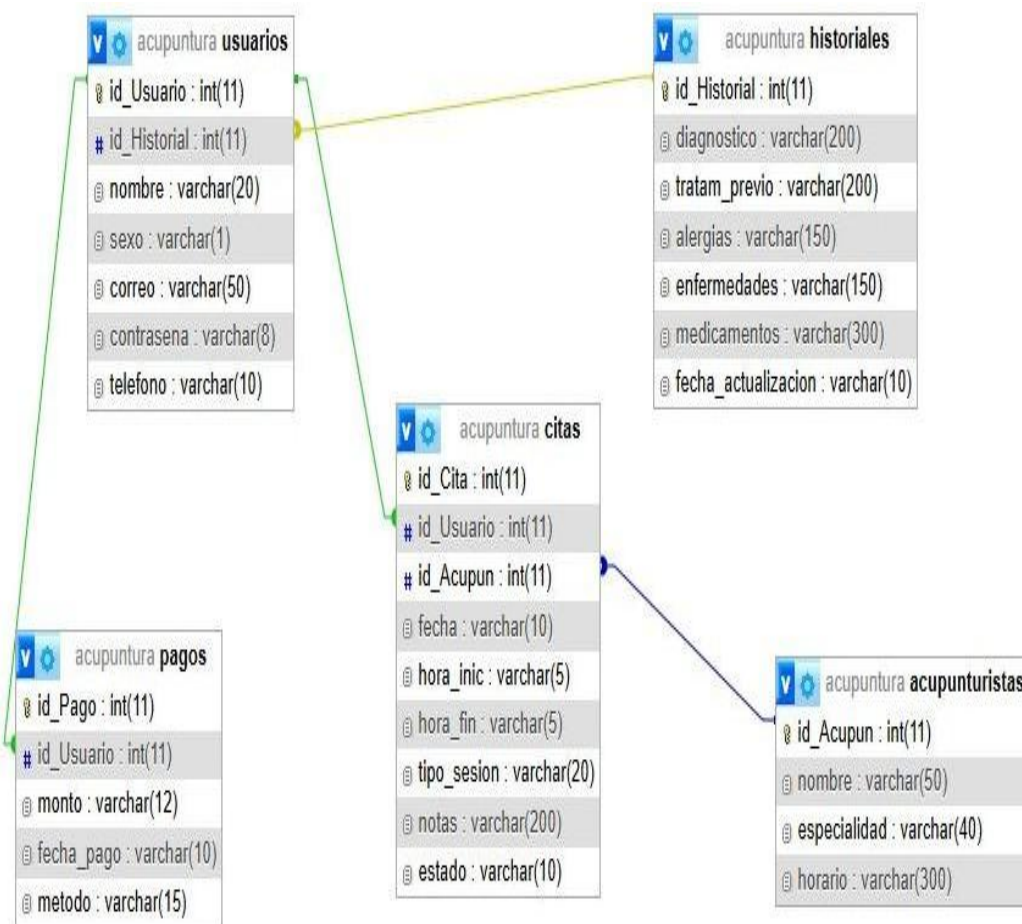 acupuntura usuarios
id_Usuario : int(11)
id_Historial : int(11)
nombre : varchar(20)
sexo : varchar(1)
correo : varchar(50)
contrasena : varchar(8)
telefono : varchar(10)
acupuntura historiales
id_Historial : int(11)
diagnostico : varchar(200)
tratam_previo : varchar(200)
alergias : varchar(150)
enfermedades : varchar(150)
medicamentos : varchar(300)
fecha_actualizacion : varchar(10)
acupuntura citas
id_Cita : int(11)
id_Usuario : int(11)
id_Acupun : int(11)
fecha : varchar(10)
hora_inic : varchar(5)
hora_fin : varchar(5)
tipo_sesion : varchar(20)
notas : varchar(200)
estado : varchar(10)
acupuntura pagos
id_Pago : int(11)
id_Usuario : int(11)
monto : varchar(12)
fecha_pago : varchar(10)
metodo : varchar(15)
acupuntura acupunturistas
id_Acupun : int(11)
nombre : varchar(50)
especialidad : varchar(40)
horario : varchar(300)